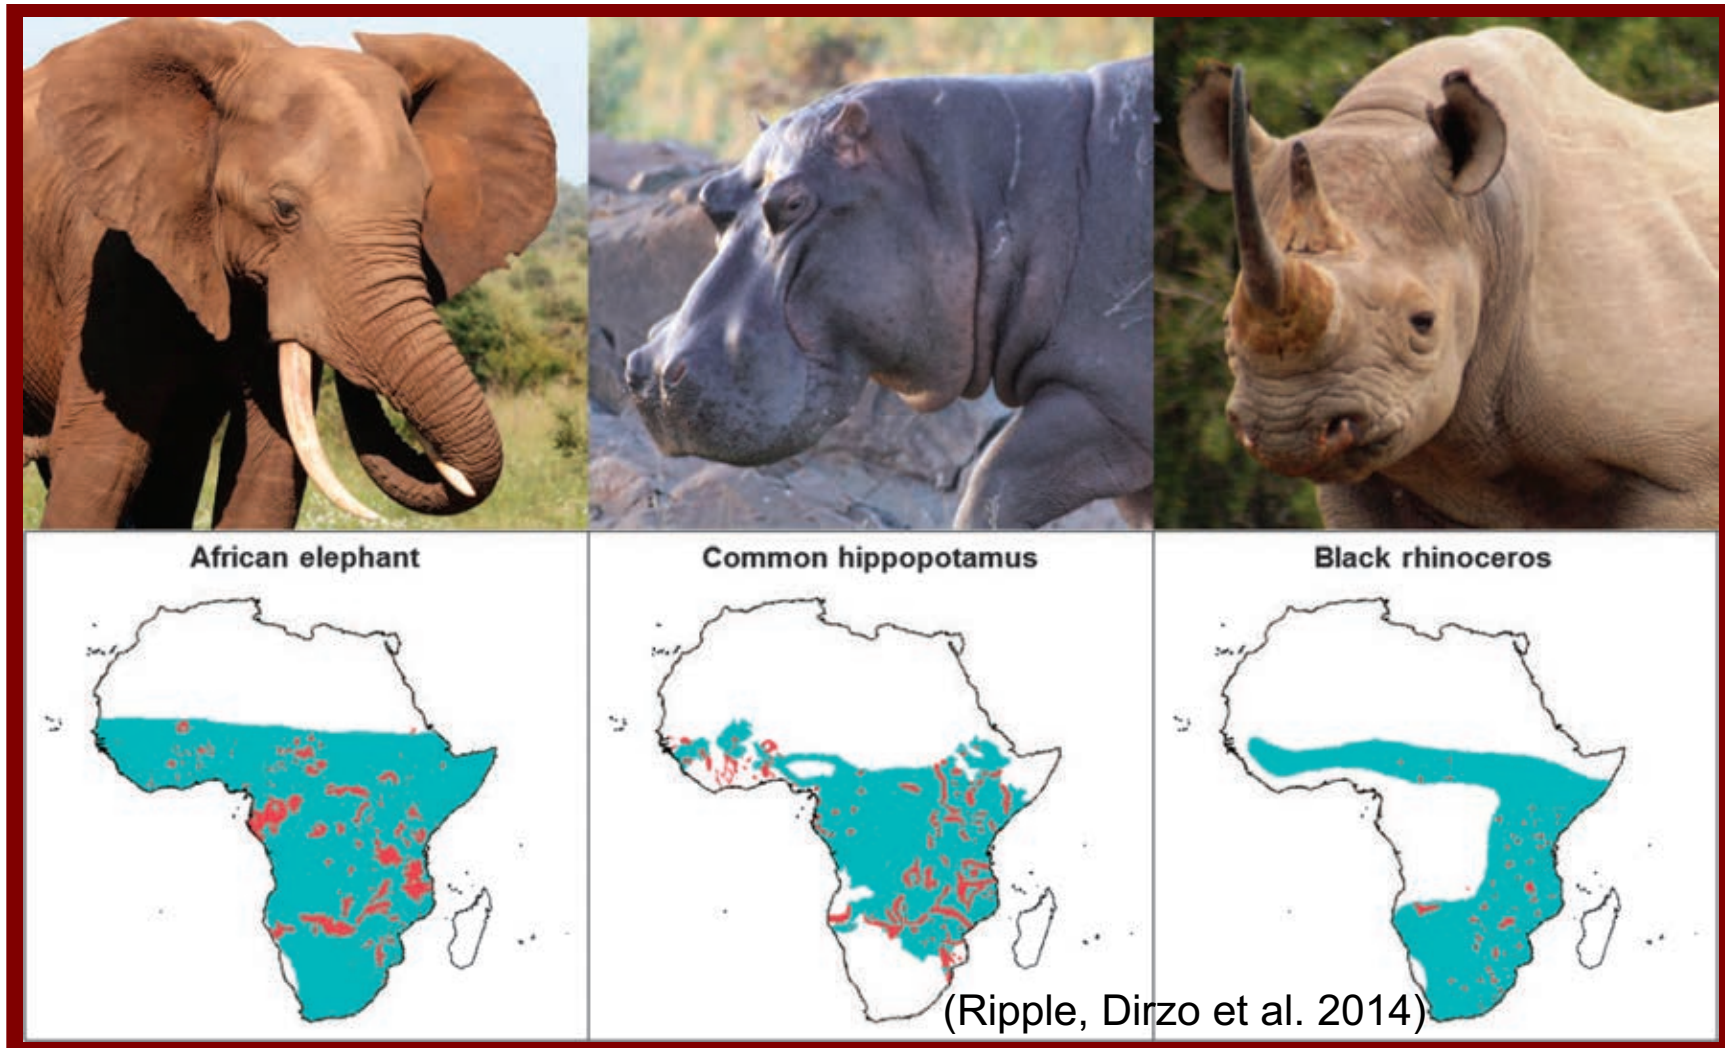 African elephant
Common hippopotamus
Black rhinoceros
(Ripple, Dirzo et al. 2014)